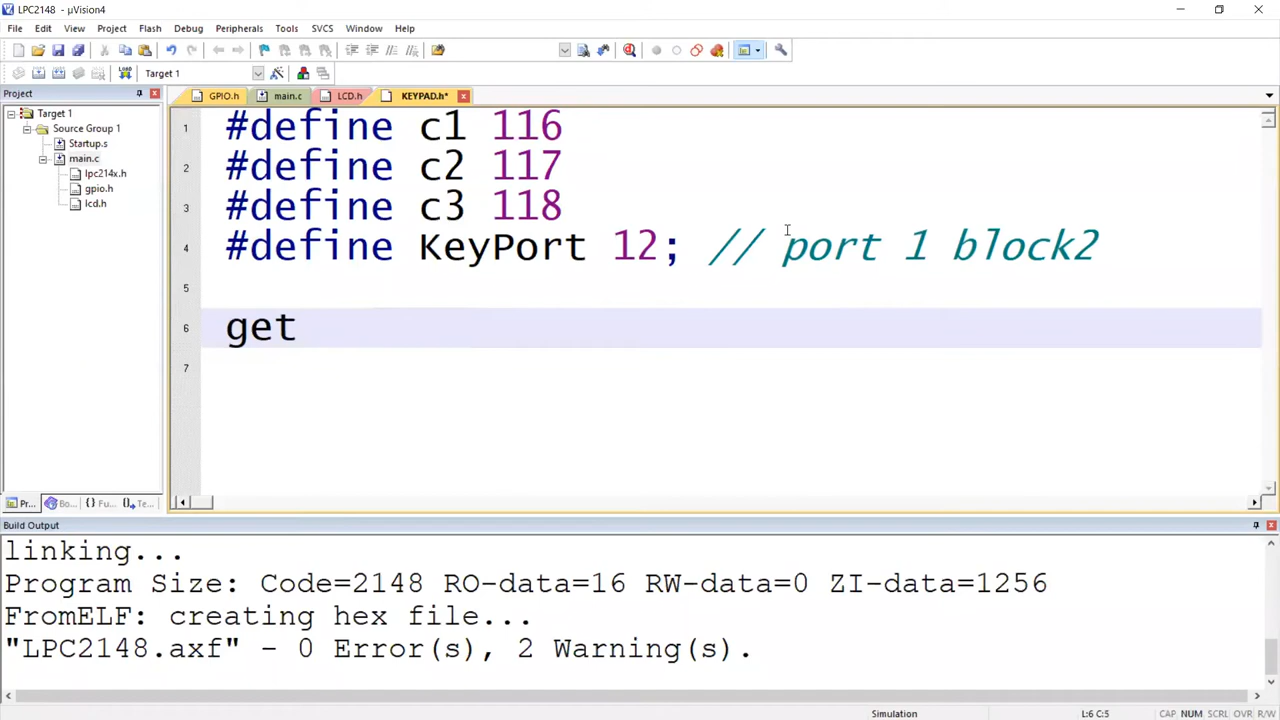 LPC2148 - µVision4
File Edit View Project Flash Debug Peripherals Tools SVCS Window Help
Target 1
Project
GPIO.h main.c LCD.h KEYPAD.h*
Target 1
Source Group 1
Startup.s
main.c
lpc214x.h
gpio.h
lcd.h
1 #define c1 116
2 #define c2 117
3 #define c3 118
4 #define KeyPort 12; // port 1 block2
5
6 get
7
Pr... Bo... {} Fu... Te...
Build Output
linking...
Program Size: Code=2148 RO-data=16 RW-data=0 ZI-data=1256
FromELF: creating hex file...
"LPC2148.axf" - 0 Error(s), 2 Warning(s).
Simulation L:6 C:5 CAP NUM SCRL OVR R/W